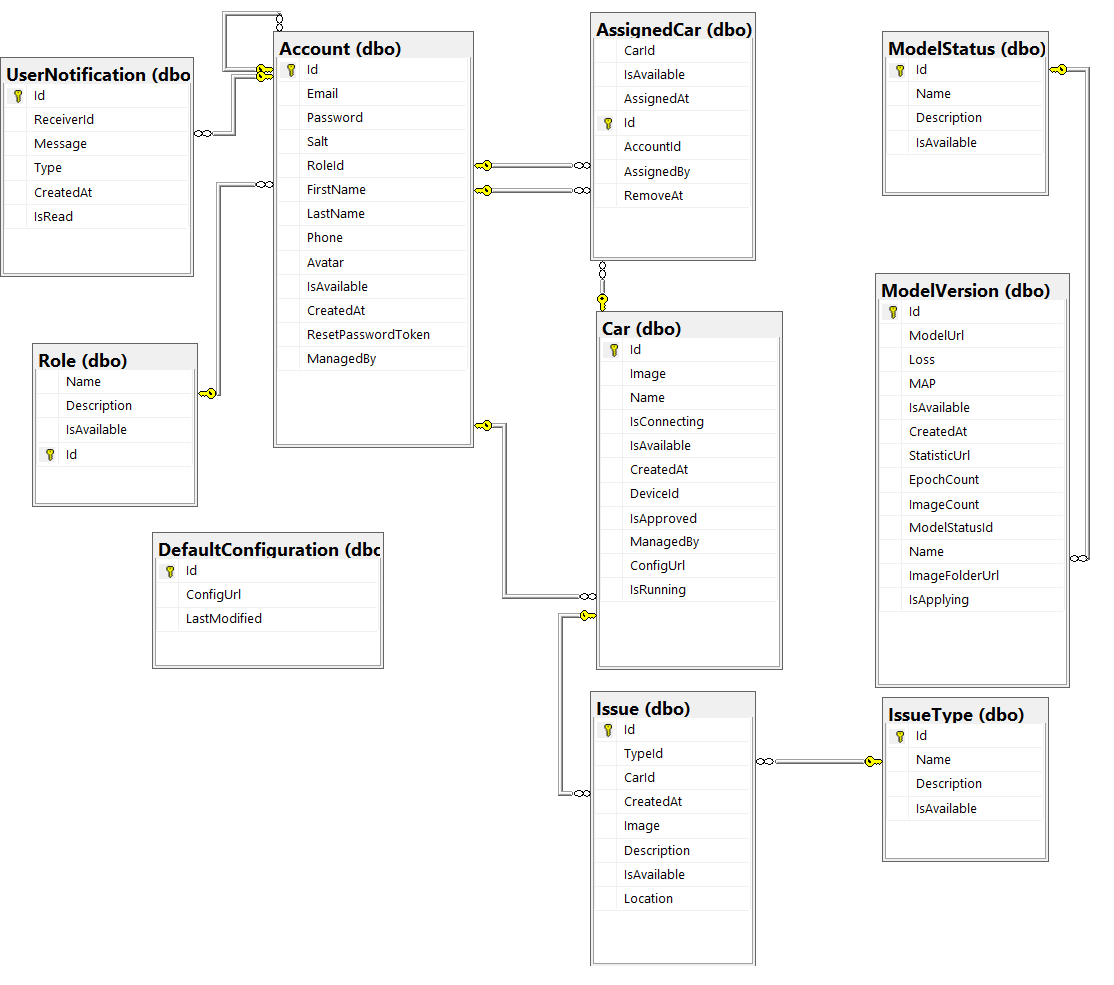 UserNotification (dbo
Id
ReceiverId
Message
Type
CreatedAt
IsRead
Account (dbo)
Id
Email
Password
Salt
RoleId
FirstName
LastName
Phone
Avatar
IsAvailable
CreatedAt
ResetPasswordToken
ManagedBy
AssignedCar (dbo)
CarId
IsAvailable
AssignedAt
Id
AccountId
AssignedBy
RemoveAt
ModelStatus (dbo)
Id
Name
Description
IsAvailable
Role (dbo)
Name
Description
IsAvailable
Id
Car (dbo)
Id
Image
Name
IsConnecting
IsAvailable
CreatedAt
DeviceId
IsApproved
ManagedBy
ConfigUrl
IsRunning
ModelVersion (dbo)
Id
ModelUrl
Loss
MAP
IsAvailable
CreatedAt
StatisticUrl
EpochCount
ImageCount
ModelStatusId
Name
ImageFolderUrl
IsApplying
DefaultConfiguration (dbo
Id
ConfigUrl
LastModified
Issue (dbo)
Id
TypeId
CarId
CreatedAt
Image
Description
IsAvailable
Location
IssueType (dbo)
Id
Name
Description
IsAvailable